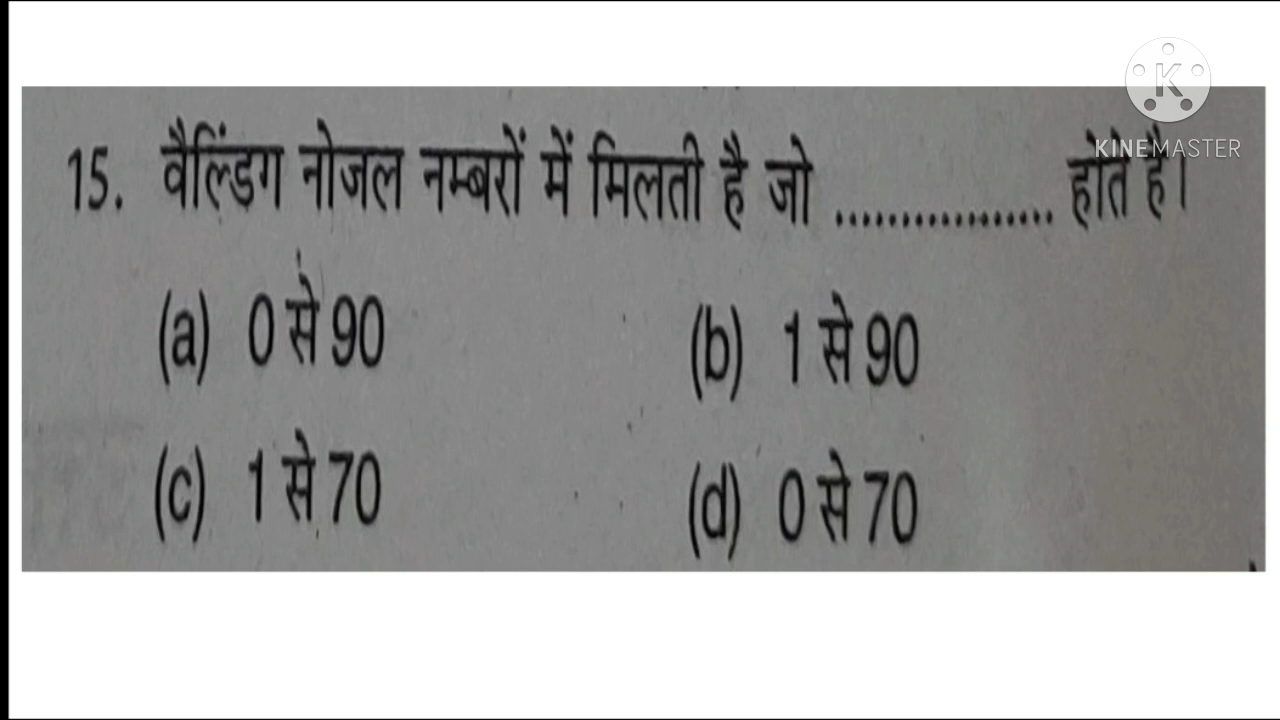 KINEMASTER
15. वैल्डिंग नोजल नम्बरों में मिलती है जो ................. होते है।
(a) 0 से 90 (b) 1 से 90
(c) 1 से 70 (d) 0 से 70